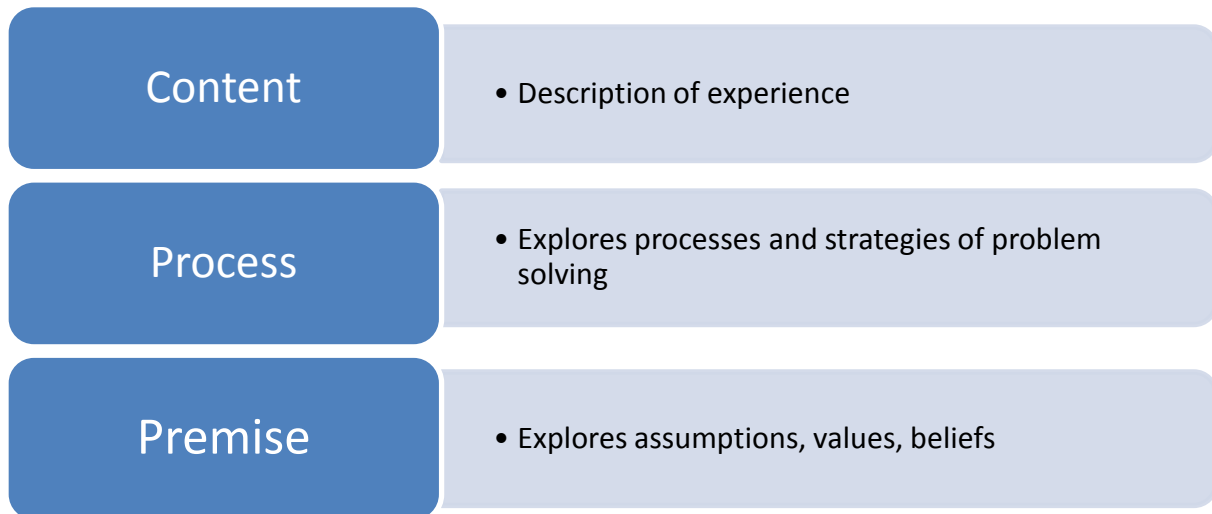 Content
• Description of experience
Process
• Explores processes and strategies of problem
solving
Premise
• Explores assumptions, values, beliefs